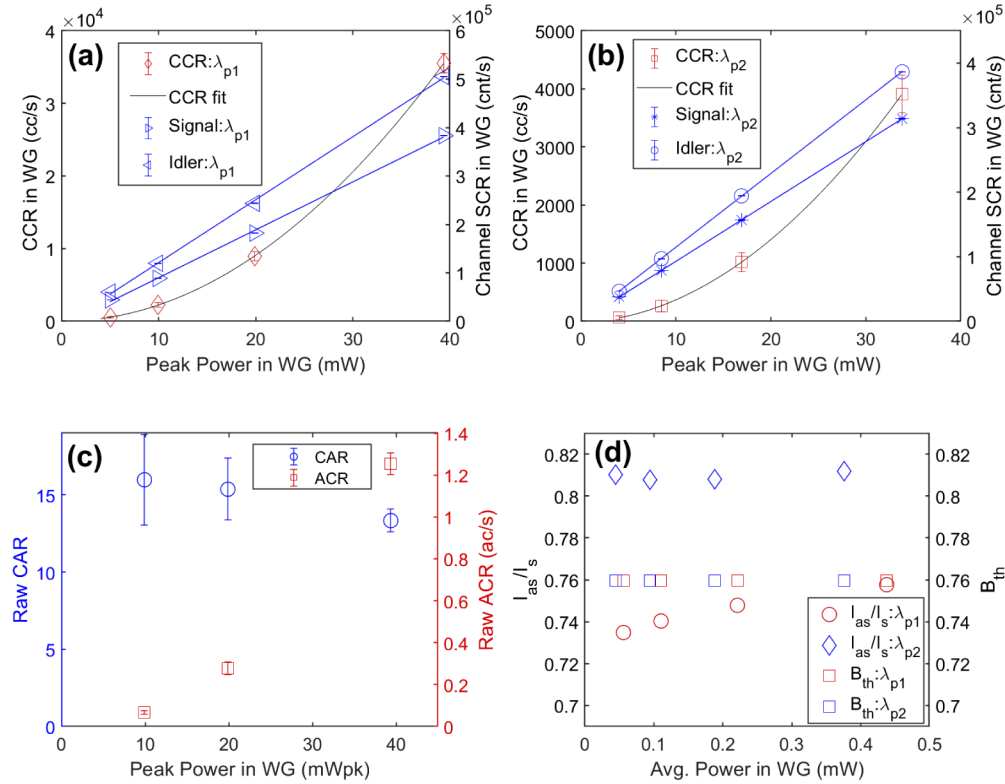 (a)
×10⁴
×10⁵
CCR:λp1
CCR fit
Signal:λp1
Idler:λp1
CCR in WG (cc/s)
4
3
2
1
0
Channel SCR in WG (cnt/s)
6
5
4
3
2
1
0
0 10 20 30 40
Peak Power in WG (mW)
(b)
×10⁵
CCR:λp2
CCR fit
Signal:λp2
Idler:λp2
CCR in WG (cc/s)
5000
4000
3000
2000
1000
0
Channel SCR in WG (cnt/s)
4
3
2
1
0
0 10 20 30 40
Peak Power in WG (mW)
(c)
CAR
ACR
Raw CAR
15
10
5
0
Raw ACR (ac/s)
1.4
1.2
1
0.8
0.6
0.4
0.2
0
0 10 20 30 40
Peak Power in WG (mWpk)
(d)
Ias/Is
0.82
0.8
0.78
0.76
0.74
0.72
0.7
Bth
0.82
0.8
0.78
0.76
0.74
0.72
0.7
Ias/Is:λp1
Ias/Is:λp2
Bth:λp1
Bth:λp2
0 0.1 0.2 0.3 0.4 0.5
Avg. Power in WG (mW)